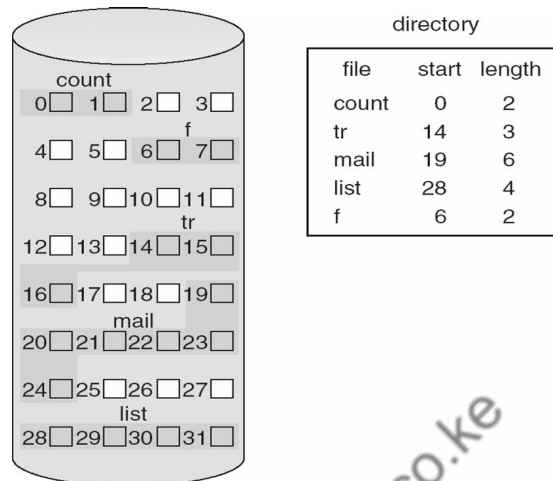 count
0 1 2 3
f
4 5 6 7
8 9 10 11
tr
12 13 14 15
16 17 18 19
mail
20 21 22 23
24 25 26 27
list
28 29 30 31
directory
file start length
count 0 2
tr 14 3
mail 19 6
list 28 4
f 6 2
co.ke